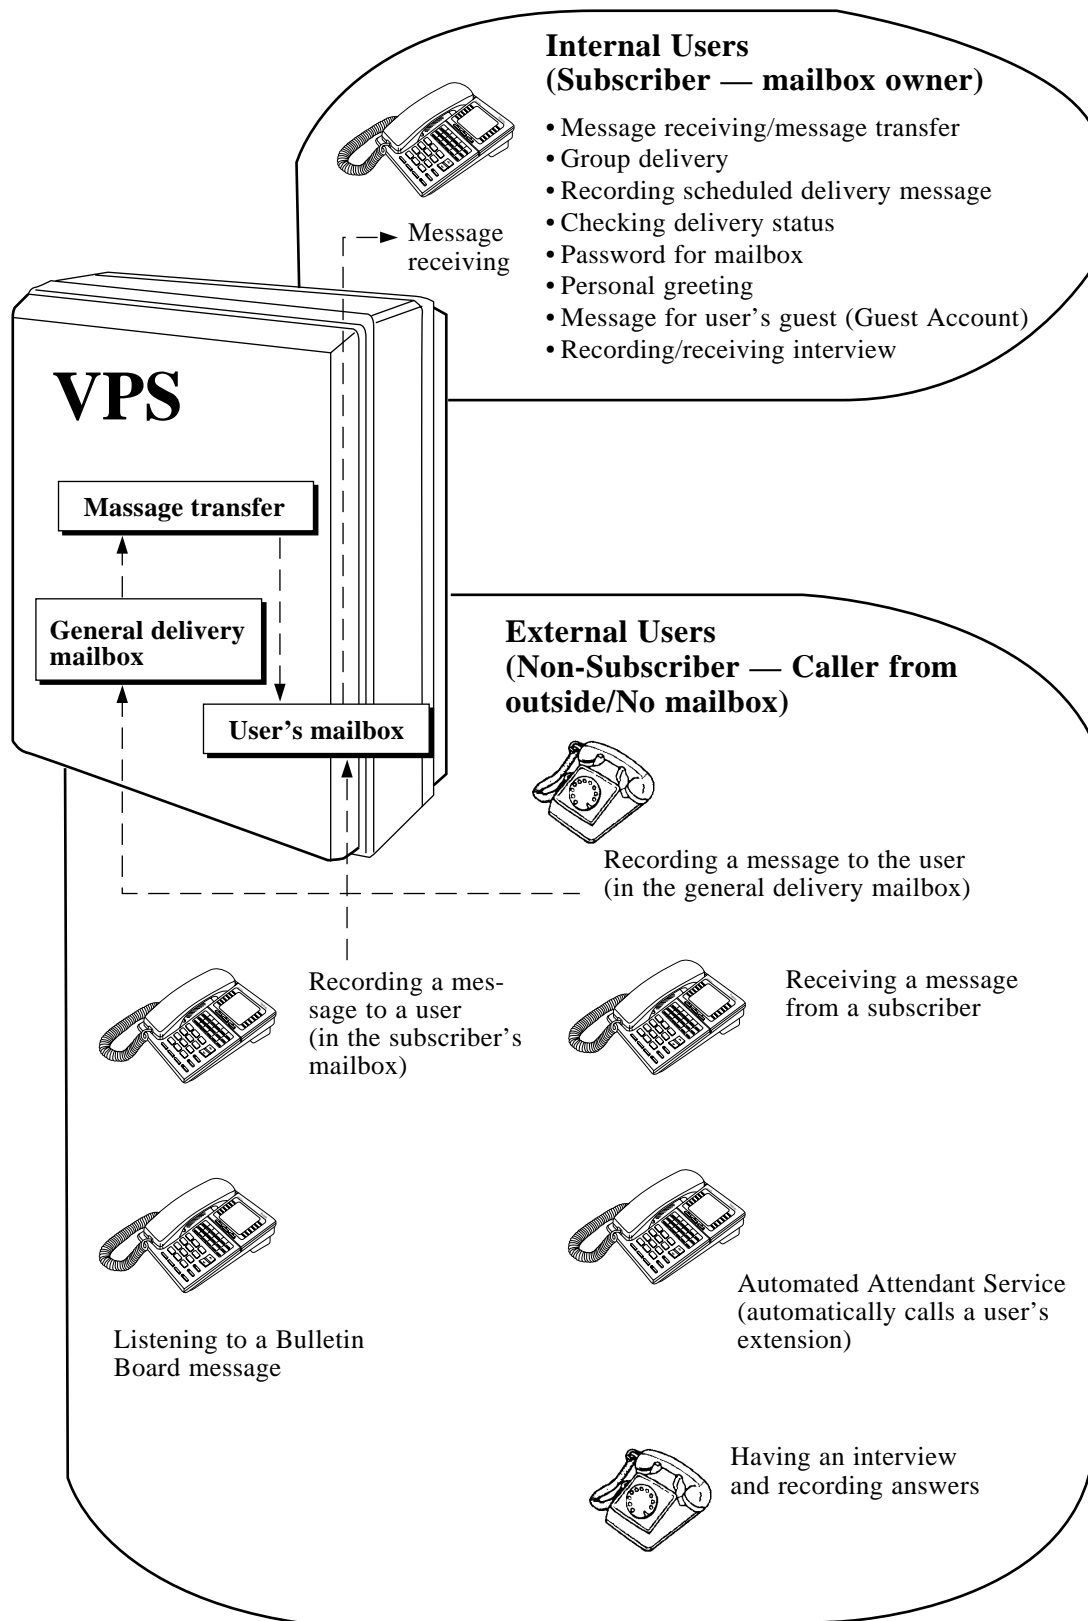 Internal Users
(Subscriber — mailbox owner)
• Message receiving/message transfer
• Group delivery
• Recording scheduled delivery message
• Checking delivery status
• Password for mailbox
• Personal greeting
• Message for user’s guest (Guest Account)
• Recording/receiving interview
Message
receiving
VPS
Massage transfer
General delivery
mailbox
User’s mailbox
External Users
(Non-Subscriber — Caller from
outside/No mailbox)
Recording a message to the user
(in the general delivery mailbox)
Recording a mes-
sage to a user
(in the subscriber’s
mailbox)
Receiving a message
from a subscriber
Listening to a Bulletin
Board message
Automated Attendant Service
(automatically calls a user’s
extension)
Having an interview
and recording answers